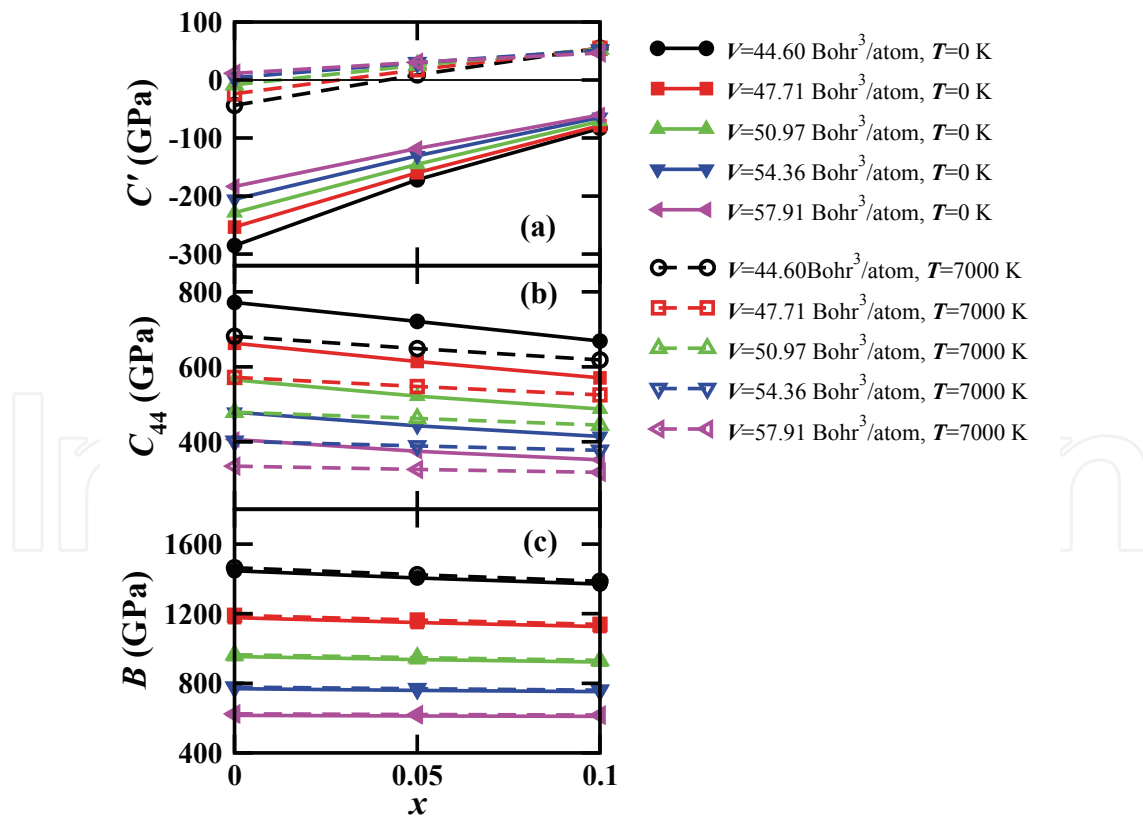 100
0
-100
-200
-300
C′ (GPa)
(a)
800
600
400
C44 (GPa)
(b)
1600
1200
800
400
B (GPa)
(c)
0 0.05 0.1
x
V=44.60 Bohr³/atom, T=0 K
V=47.71 Bohr³/atom, T=0 K
V=50.97 Bohr³/atom, T=0 K
V=54.36 Bohr³/atom, T=0 K
V=57.91 Bohr³/atom, T=0 K
V=44.60Bohr³/atom, T=7000 K
V=47.71 Bohr³/atom, T=7000 K
V=50.97 Bohr³/atom, T=7000 K
V=54.36 Bohr³/atom, T=7000 K
V=57.91 Bohr³/atom, T=7000 K